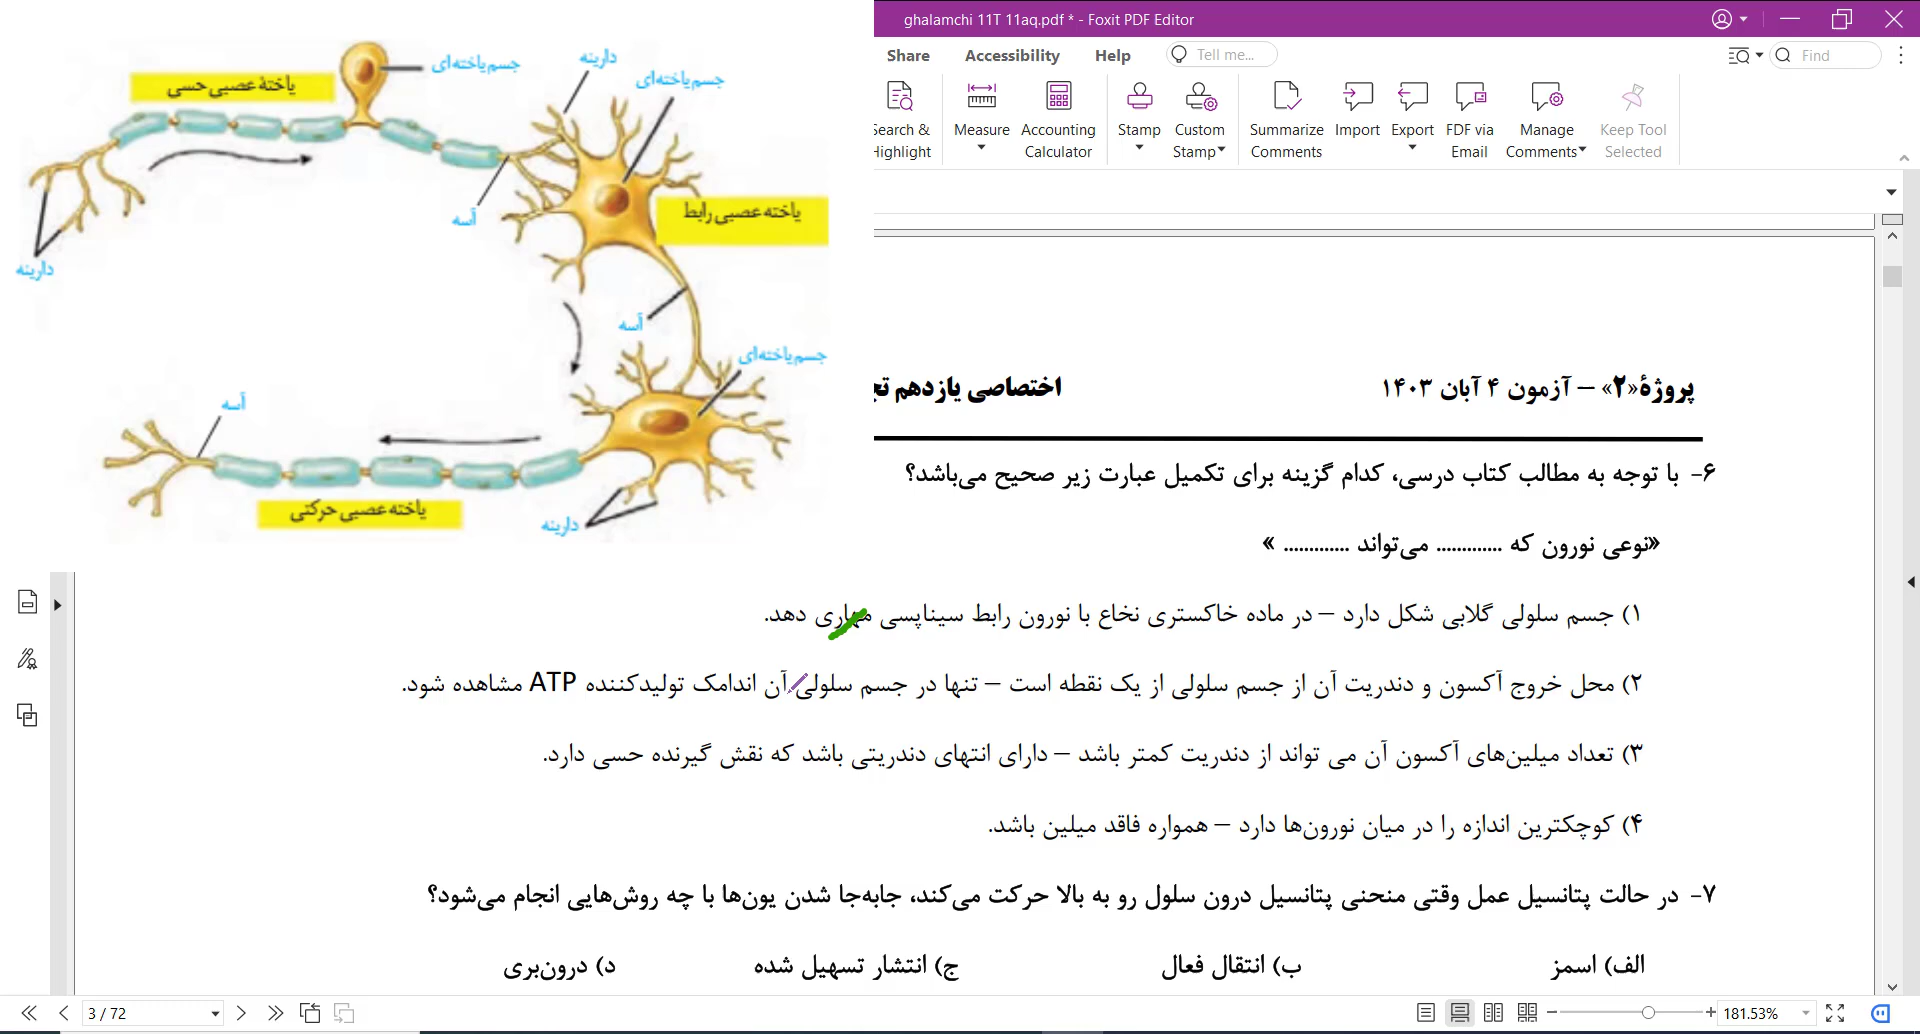 ghalamchi 11T 11aq.pdf * - Foxit PDF Editor
Share Accessibility Help Tell me... Find
Search & Highlight
Measure
Accounting Calculator
Stamp
Custom Stamp
Summarize Comments
Import
Export
FDF via Email
Manage Comments
Keep Tool Selected
جسم یاخته‌ای
دارینه
جسم یاخته‌ای
یاختهٔ عصبی حسی
آسه
یاخته عصبی رابط
دارینه
آسه
جسم یاخته‌ای
آسه
یاخته عصبی حرکتی
دارینه
پروژهٔ «۲» – آزمون ۴ آبان ۱۴۰۳
اختصاصی یازدهم تج
۶- با توجه به مطالب کتاب درسی، کدام گزینه برای تکمیل عبارت زیر صحیح می‌باشد؟
«نوعی نورون که ............. می‌تواند ............. »
۱) جسم سلولی گلابی شکل دارد – در ماده خاکستری نخاع با نورون رابط سیناپسی مهاری دهد.
۲) محل خروج آکسون و دندریت آن از جسم سلولی از یک نقطه است – تنها در جسم سلولی آن اندامک تولیدکننده ATP مشاهده شود.
۳) تعداد میلین‌های آکسون آن می تواند از دندریت کمتر باشد – دارای انتهای دندریتی باشد که نقش گیرنده حسی دارد.
۴) کوچکترین اندازه را در میان نورون‌ها دارد – همواره فاقد میلین باشد.
۷- در حالت پتانسیل عمل وقتی منحنی پتانسیل درون سلول رو به بالا حرکت می‌کند، جابه‌جا شدن یون‌ها با چه روش‌هایی انجام می‌شود؟
الف) اسمز ب) انتقال فعال ج) انتشار تسهیل شده د) درون‌بری
3 / 72
181.53%